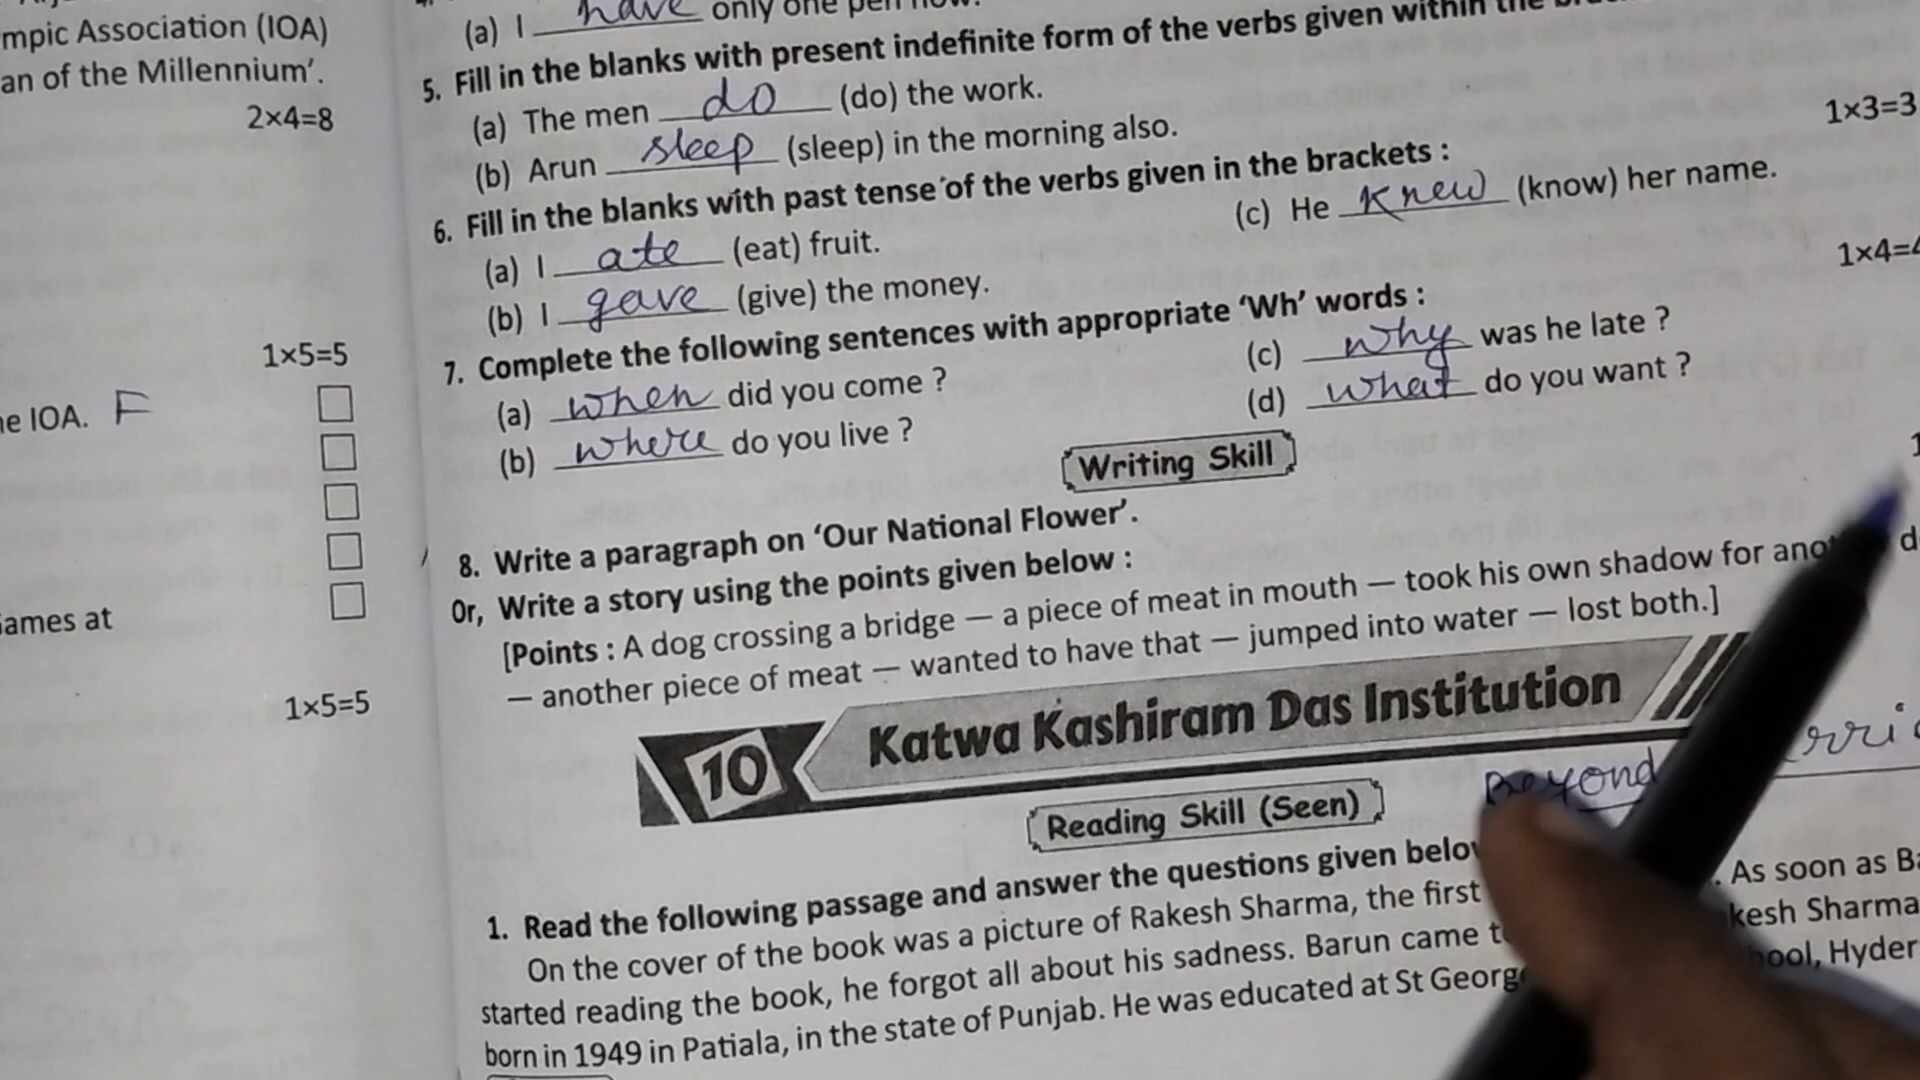 mpic Association (IOA)
an of the Millennium'.
2×4=8
1×5=5
e IOA. F
ames at
1×5=5
(a) I have only one pen now.
5. Fill in the blanks with present indefinite form of the verbs given within the
(a) The men do (do) the work.
(b) Arun sleep (sleep) in the morning also.
1×3=3
6. Fill in the blanks with past tense of the verbs given in the brackets :
(a) I ate (eat) fruit.
(c) He knew (know) her name.
(b) I gave (give) the money.
1×4=4
7. Complete the following sentences with appropriate 'Wh' words :
(a) when did you come ?
(c) why was he late ?
(b) where do you live ?
(d) what do you want ?
Writing Skill
8. Write a paragraph on 'Our National Flower'.
Or, Write a story using the points given below :
[Points : A dog crossing a bridge — a piece of meat in mouth — took his own shadow for
— another piece of meat — wanted to have that — jumped into water — lost both.]
10 Katwa Kashiram Das Institution
Reading Skill (Seen)
Beyond
1. Read the following passage and answer the questions given
On the cover of the book was a picture of Rakesh Sharma, the first . As soon as
started reading the book, he forgot all about his sadness. Barun came kesh Sharma
born in 1949 in Patiala, in the state of Punjab. He was educated at St hool,